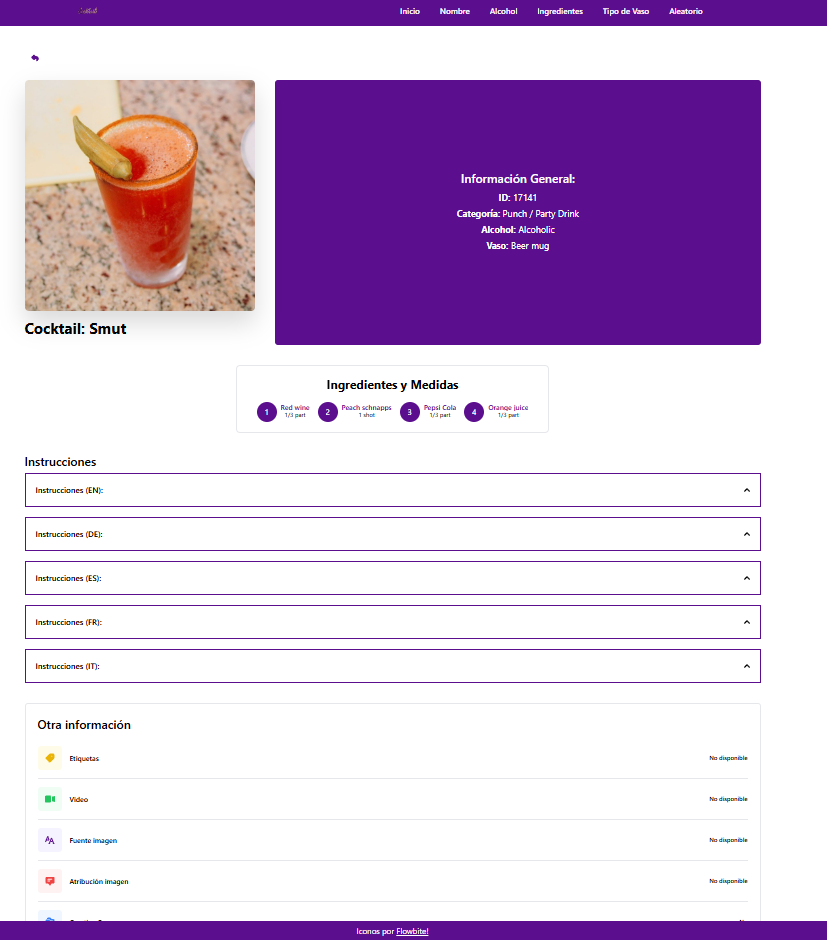 Inicio Nombre Alcohol Ingredientes Tipo de Vaso Aleatorio
Información General:
ID: 17141
Categoría: Punch / Party Drink
Alcohol: Alcoholic
Vaso: Beer mug
Cocktail: Smut
Ingredientes y Medidas
1 Red wine 2 Peach schnapps 3 Pepsi Cola 4 Orange juice
1/3 part 1 shot 1/3 part 1/3 part
Instrucciones
Instrucciones (EN):
Instrucciones (DE):
Instrucciones (ES):
Instrucciones (FR):
Instrucciones (IT):
Otra información
Etiquetas No disponible
Video No disponible
Fuente imagen No disponible
Atribución imagen No disponible
Iconos por Flowbite!